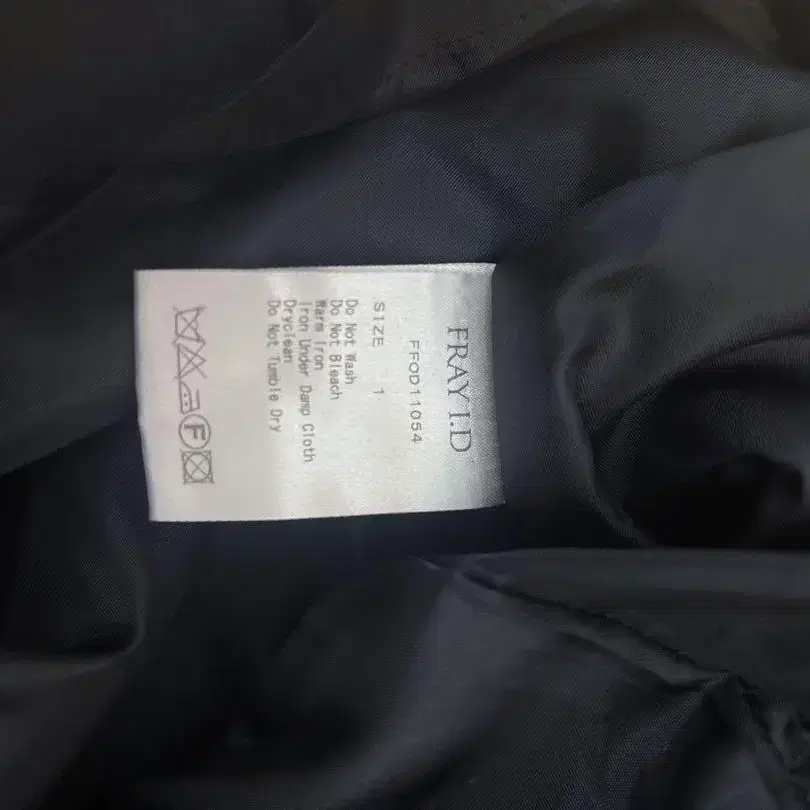 FRAY I.D
FFOD11054
SIZE 1
Do Not Wash
Do Not Bleach
Warm Iron
Iron Under Damp Cloth
Dryclean
Do Not Tumble Dry
F